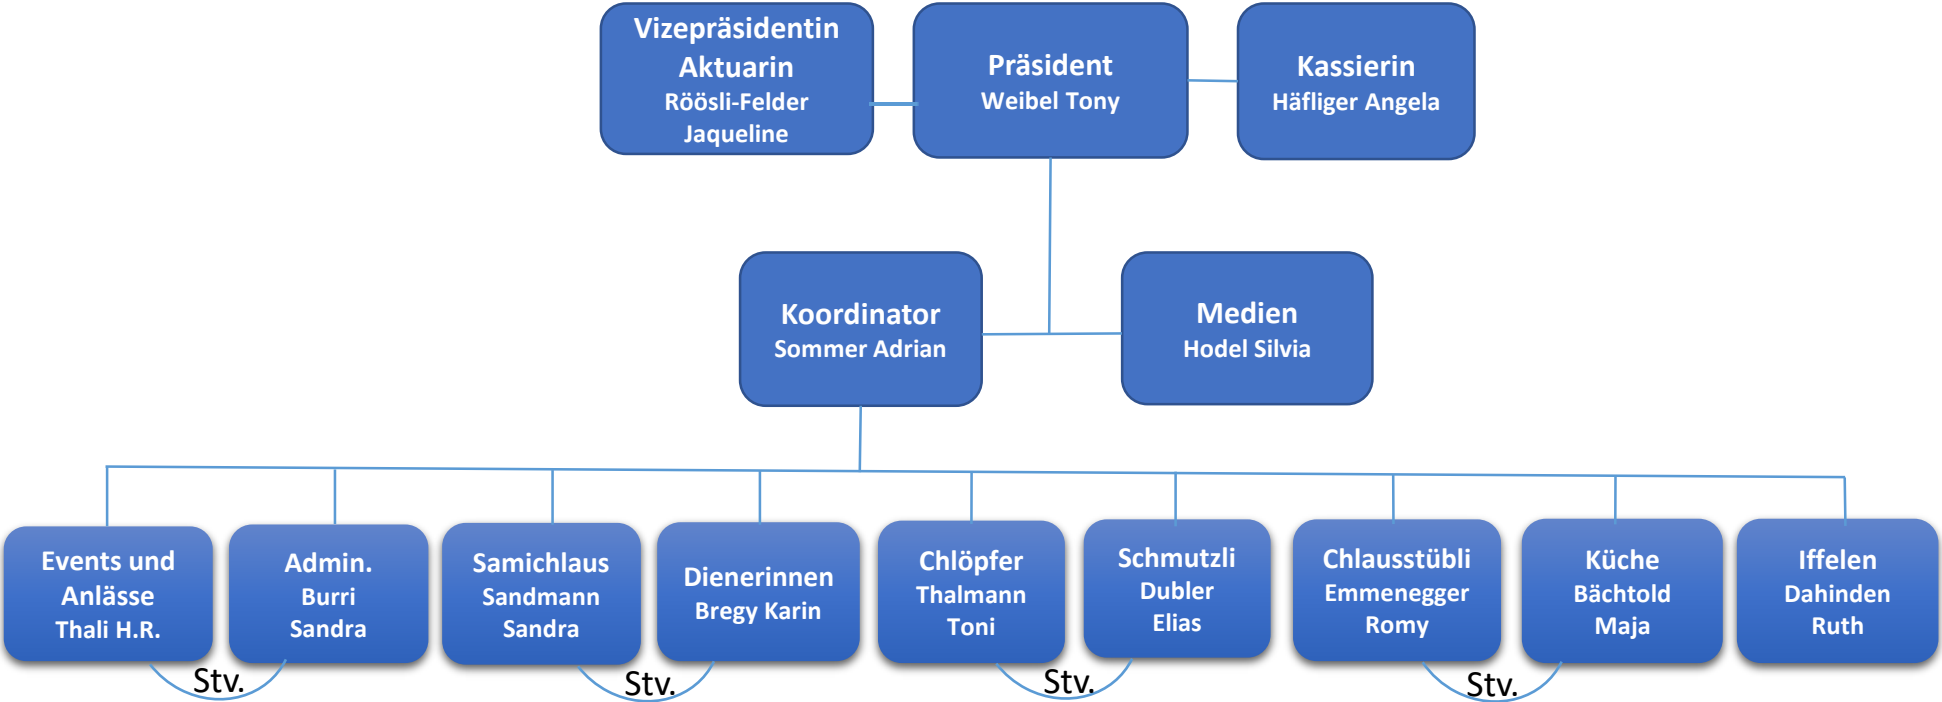 Vizepräsidentin
Aktuarin
Röösli-Felder
Jaqueline
Präsident
Weibel Tony
Kassierin
Häfliger Angela
Koordinator
Sommer Adrian
Medien
Hodel Silvia
Events und
Anlässe
Thali H.R.
Admin.
Burri
Sandra
Samichlaus
Sandmann
Sandra
Dienerinnen
Bregy Karin
Chlöpfer
Thalmann
Toni
Schmutzli
Dubler
Elias
Chlausstübli
Emmenegger
Romy
Küche
Bächtold
Maja
Iffelen
Dahinden
Ruth
Stv.
Stv.
Stv.
Stv.